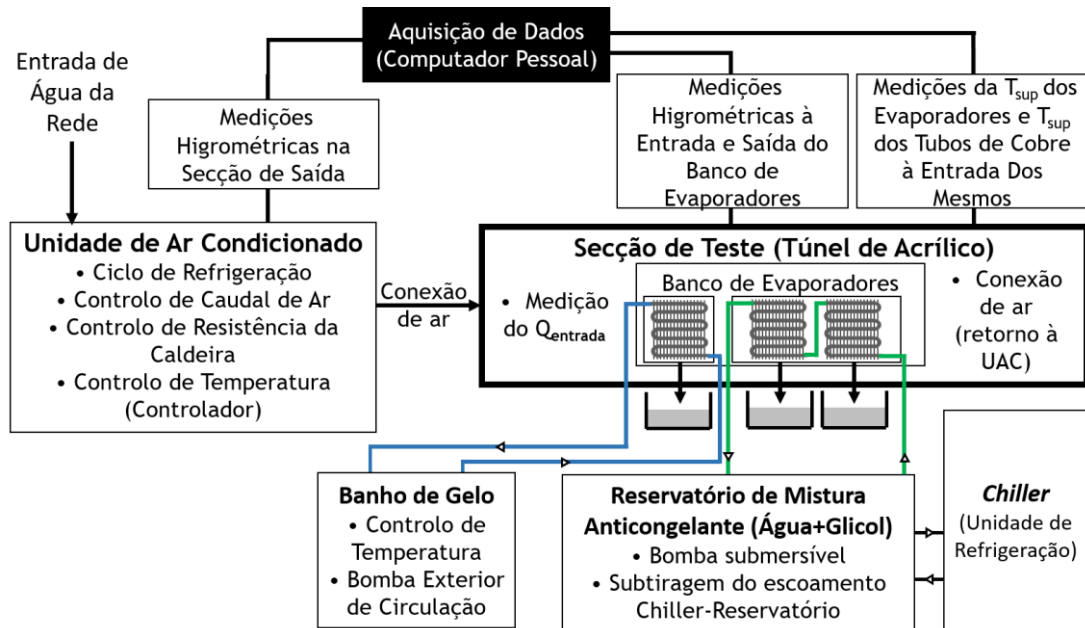 Aquisição de Dados
(Computador Pessoal)
Entrada de
Água da
Rede
Medições
Higrométricas na
Secção de Saída
Medições
Higrométricas à
Entrada e Saída do
Banco de
Evaporadores
Medições da Tsup dos
Evaporadores e Tsup
dos Tubos de Cobre
à Entrada Dos
Mesmos
Unidade de Ar Condicionado
• Ciclo de Refrigeração
• Controlo de Caudal de Ar
• Controlo de Resistência da
Caldeira
• Controlo de Temperatura
(Controlador)
Conexão
de ar
Secção de Teste (Túnel de Acrílico)
Banco de Evaporadores
• Medição
do Qentrada
• Conexão
de ar
(retorno à
UAC)
Banho de Gelo
• Controlo de
Temperatura
• Bomba Exterior
de Circulação
Reservatório de Mistura
Anticongelante (Água+Glicol)
• Bomba submersível
• Subtiragem do escoamento
Chiller-Reservatório
Chiller
(Unidade de
Refrigeração)